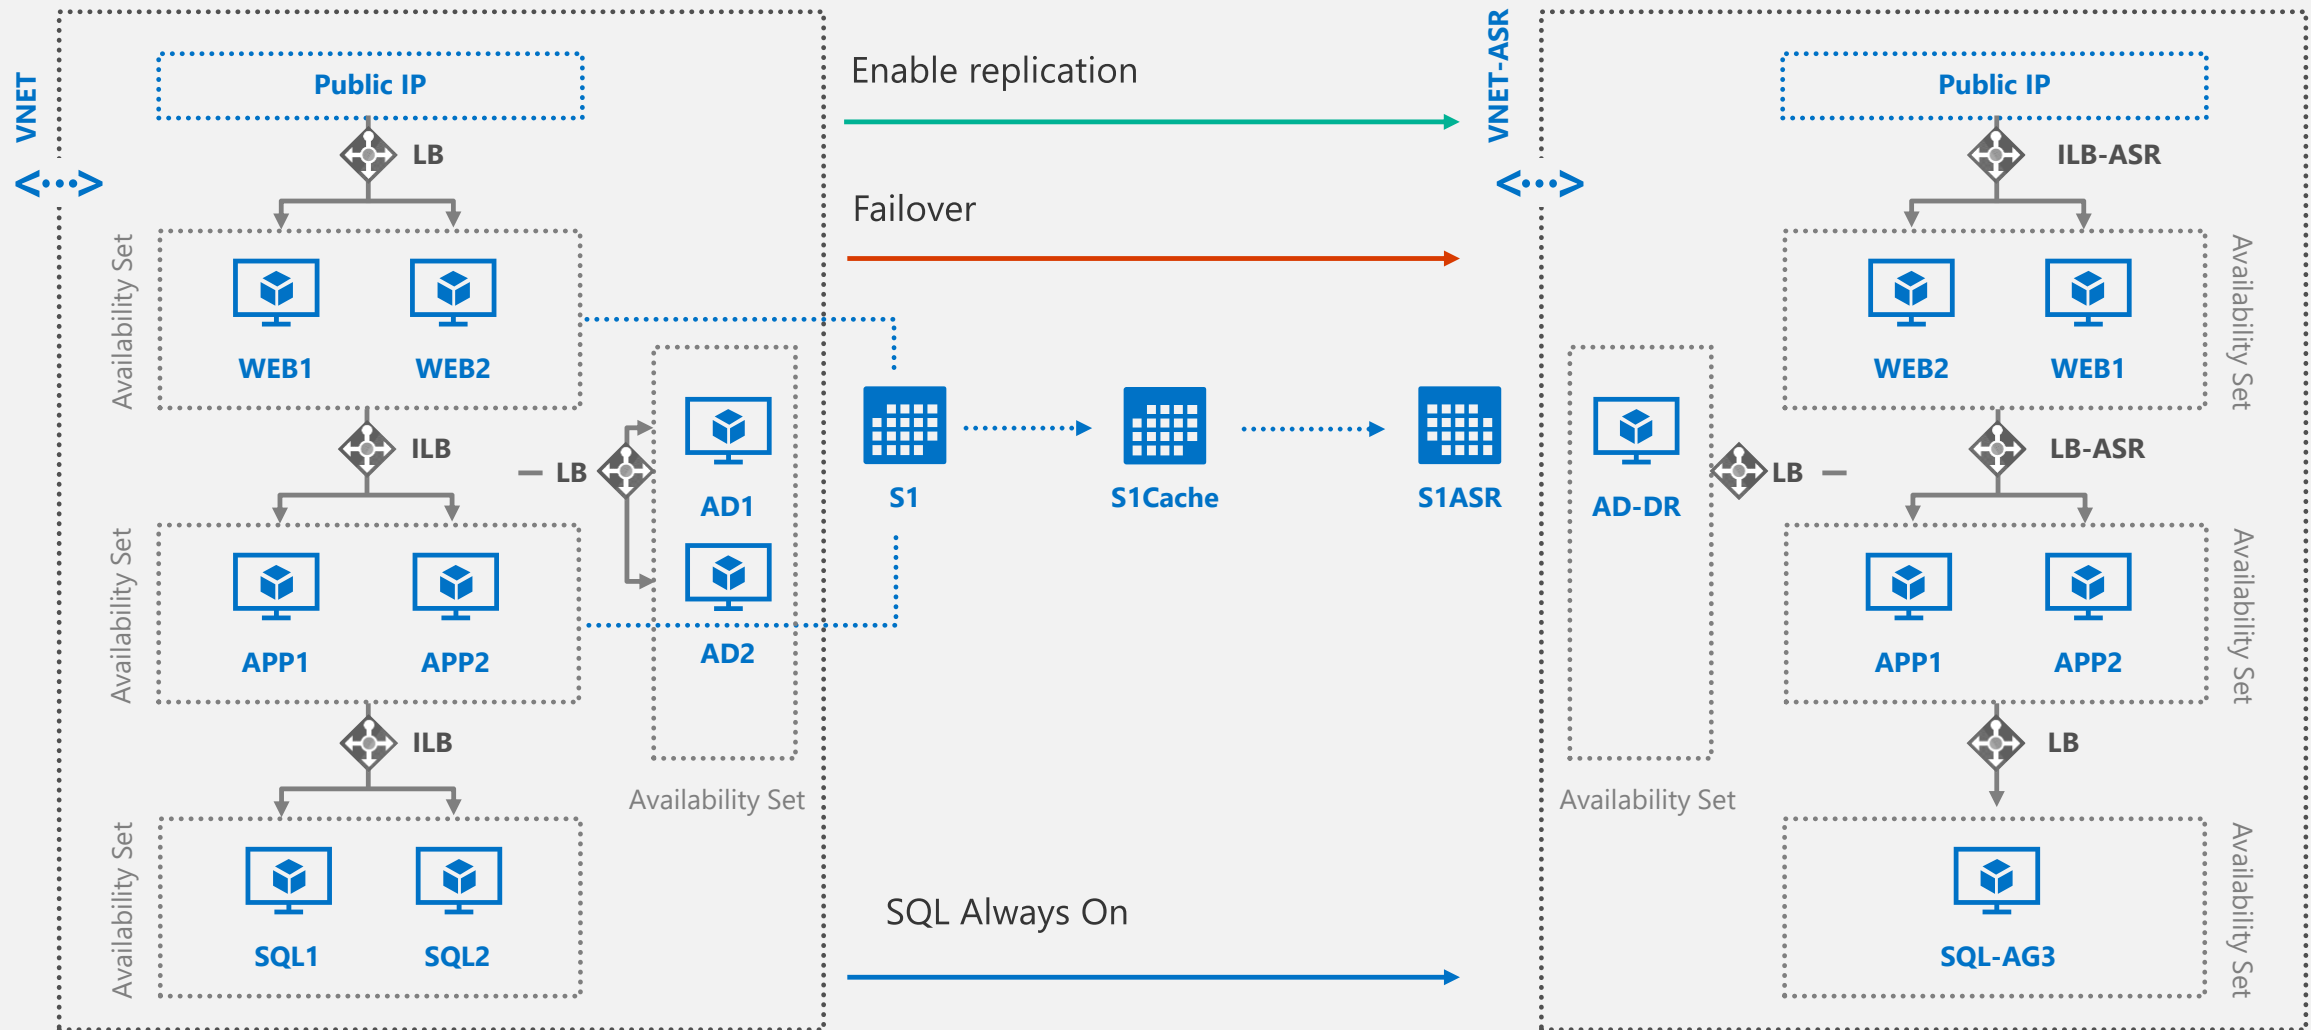 VNET
Public IP
LB
Availability Set
WEB1
WEB2
ILB
Availability Set
APP1
APP2
ILB
Availability Set
SQL1
SQL2
LB
AD1
AD2
Availability Set
Enable replication
Failover
S1
S1Cache
S1ASR
SQL Always On
VNET-ASR
Public IP
ILB-ASR
Availability Set
WEB2
WEB1
LB-ASR
AD-DR
LB
Availability Set
Availability Set
APP1
APP2
LB
Availability Set
SQL-AG3